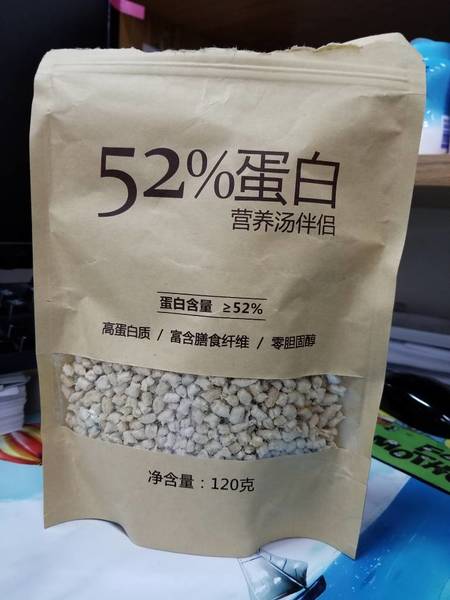 52%蛋白
营养汤伴侣
蛋白含量 ≥52%
高蛋白质 / 富含膳食纤维 / 零胆固醇
净含量：120克